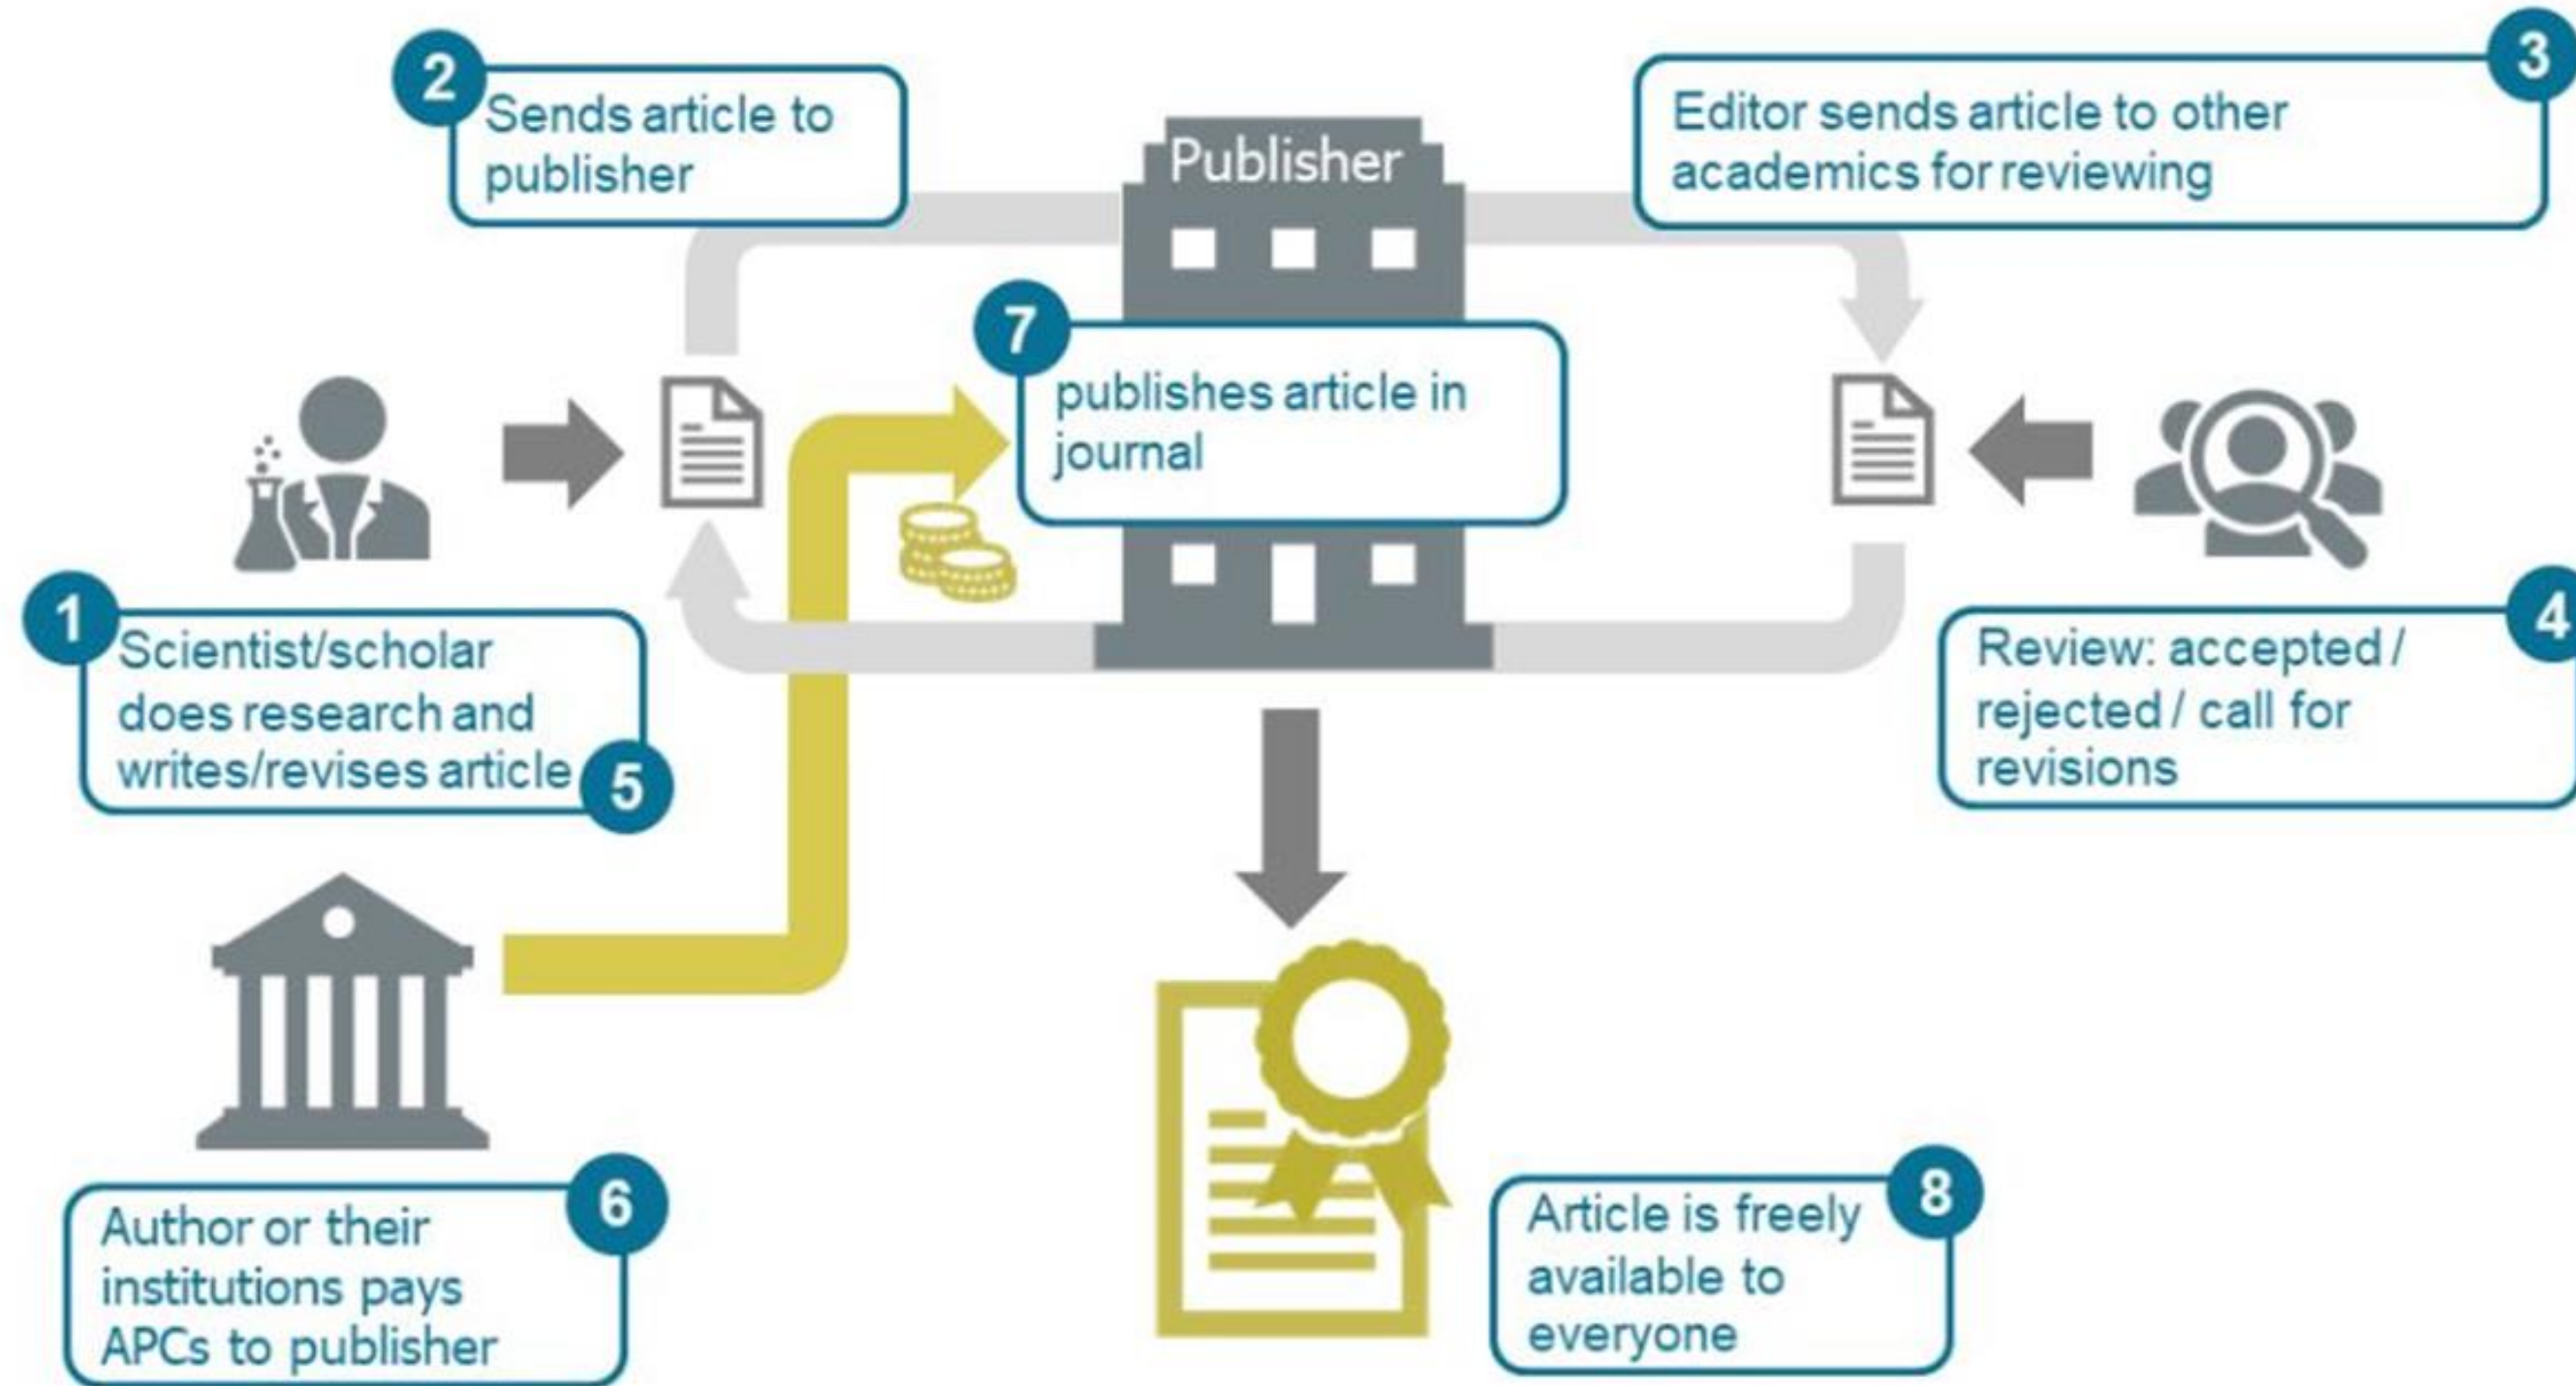 2
Sends article to
publisher
Publisher
3
Editor sends article to other
academics for reviewing
7
publishes article in
journal
1
Scientist/scholar
does research and
writes/revises article
5
4
Review: accepted /
rejected / call for
revisions
6
Author or their
institutions pays
APCs to publisher
8
Article is freely
available to
everyone